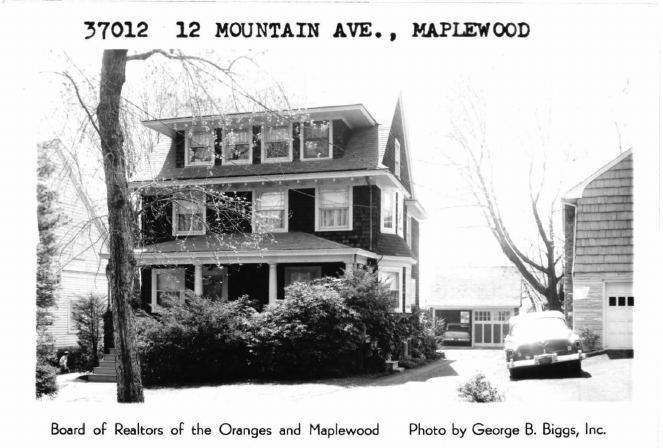 37012 12 MOUNTAIN AVE., MAPLEWOOD
Board of Realtors of the Oranges and Maplewood Photo by George B. Biggs, Inc.